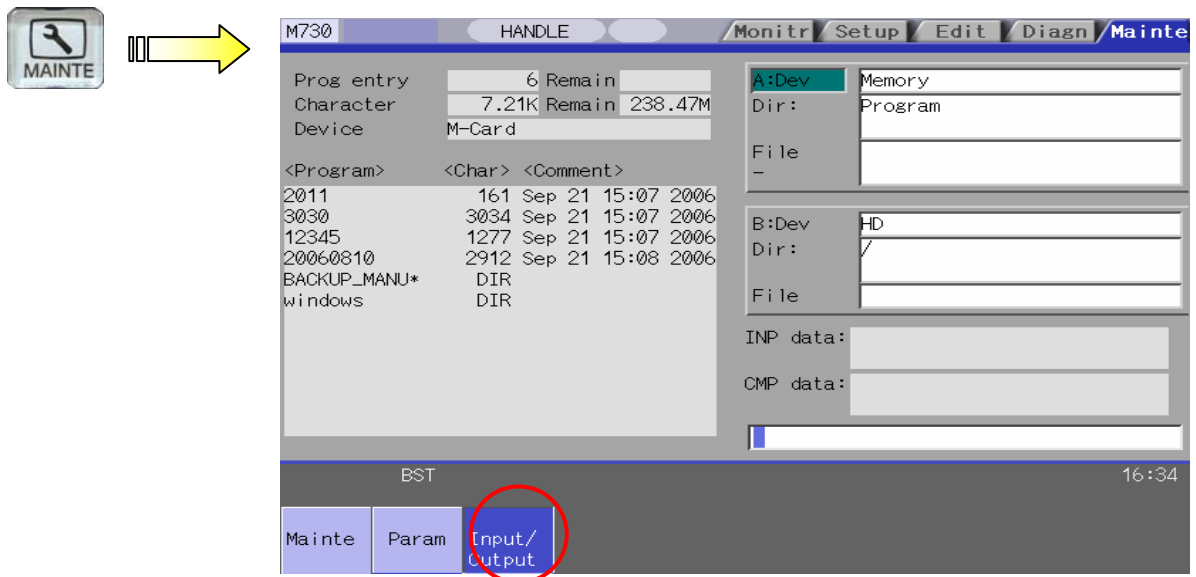 MAINTE
M730 HANDLE Monitr Setup Edit Diagn Mainte
Prog entry 6 Remain
Character 7.21K Remain 238.47M
Device M-Card
<Program> <Char> <Comment>
2011 161 Sep 21 15:07 2006
3030 3034 Sep 21 15:07 2006
12345 1277 Sep 21 15:07 2006
20060810 2912 Sep 21 15:08 2006
BACKUP_MANU* DIR
windows DIR
A:Dev Memory
Dir: Program
File
-
B:Dev HD
Dir: /
File
INP data:
CMP data:
BST 16:34
Mainte Param Input/
Output